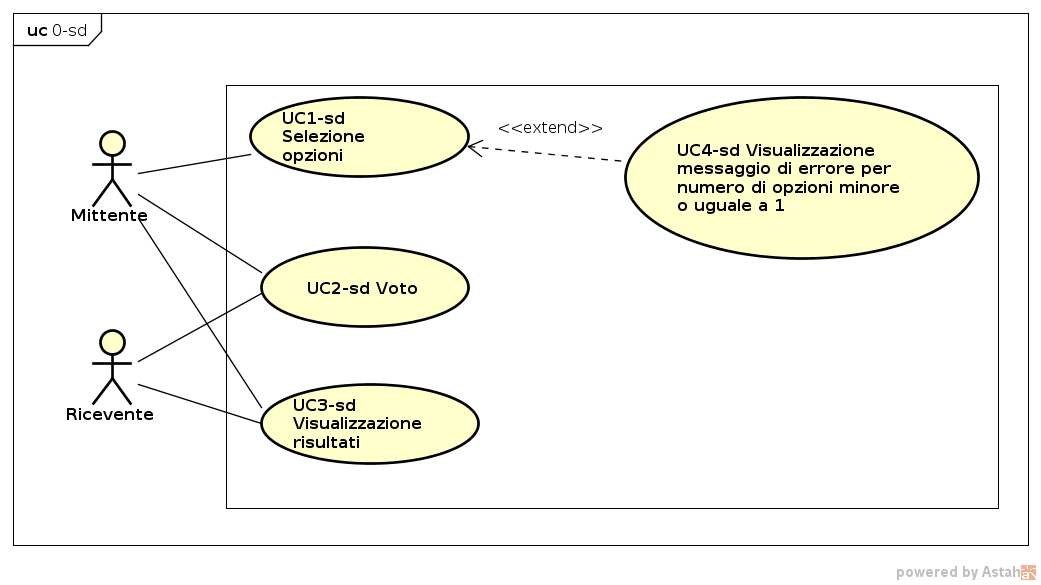 uc 0-sd
UC1-sd
Selezione
opzioni
<<extend>>
UC4-sd Visualizzazione
messaggio di errore per
numero di opzioni minore
o uguale a 1
Mittente
UC2-sd Voto
Ricevente
UC3-sd
Visualizzazione
risultati
powered by Astah